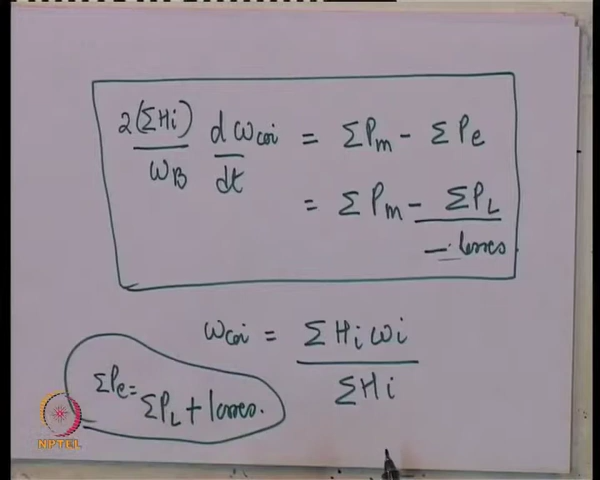 2(ΣHi)/ωB dωcoi/dt = ΣPm - ΣPe
= ΣPm - ΣPL
- losses
ωcoi = ΣHiωi/ΣHi
ΣPe =
ΣPL + losses.
NPTEL